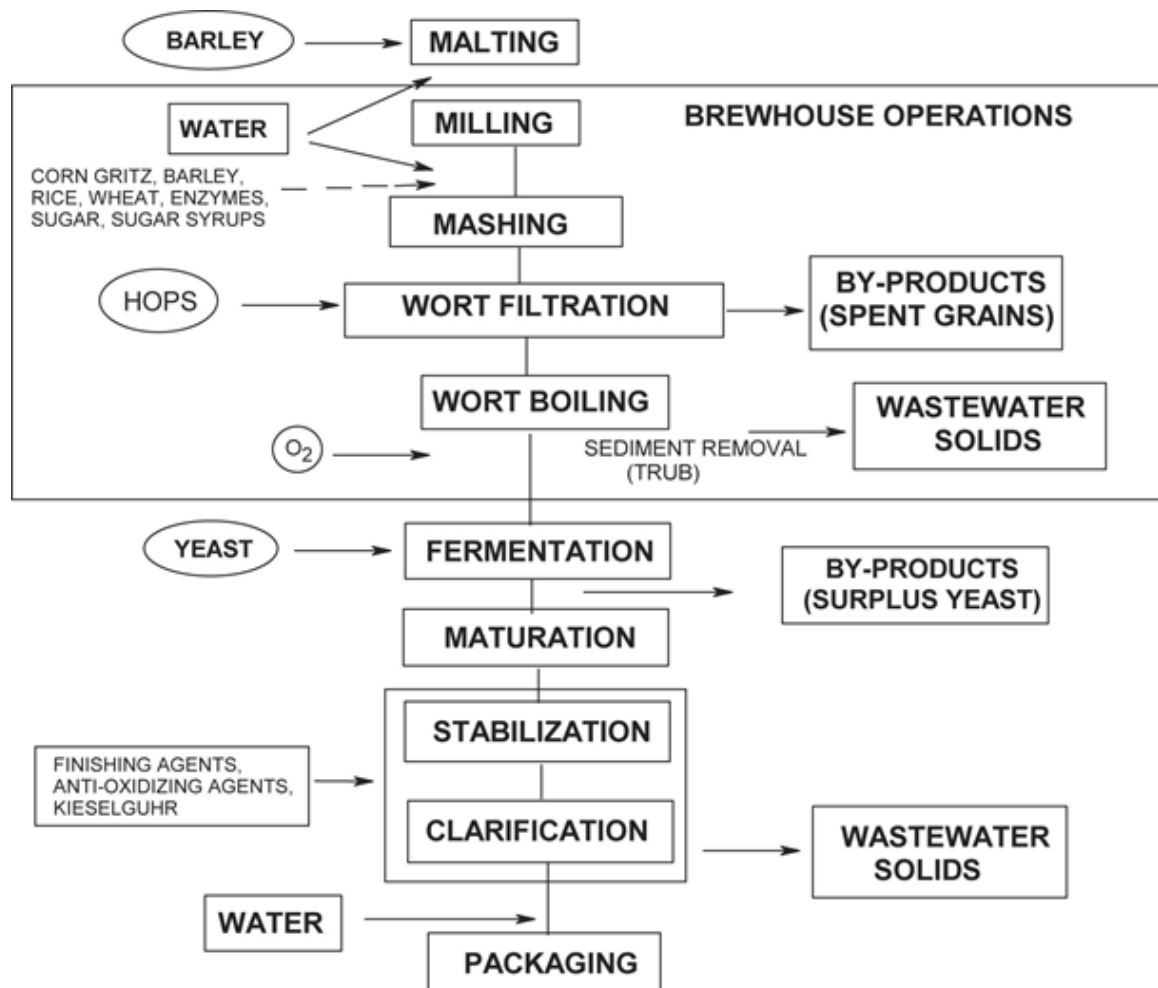 BARLEY
MALTING
BREWHOUSE OPERATIONS
WATER
MILLING
CORN GRITZ, BARLEY,
RICE, WHEAT, ENZYMES,
SUGAR, SUGAR SYRUPS
MASHING
HOPS
WORT FILTRATION
BY-PRODUCTS
(SPENT GRAINS)
WORT BOILING
WASTEWATER
SOLIDS
O2
SEDIMENT REMOVAL
(TRUB)
YEAST
FERMENTATION
BY-PRODUCTS
(SURPLUS YEAST)
MATURATION
STABILIZATION
FINISHING AGENTS,
ANTI-OXIDIZING AGENTS,
KIESELGUHR
CLARIFICATION
WASTEWATER
SOLIDS
WATER
PACKAGING